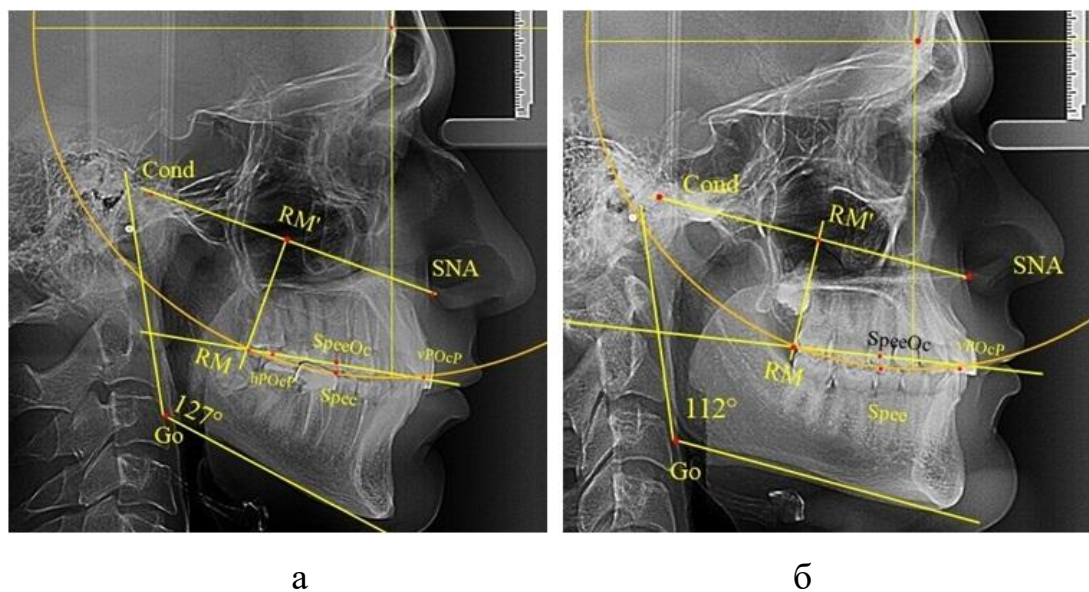 Cond
RM'
SNA
RM
SpeeOc
vPOcP
hPOcP
Spee
127°
Go
Cond
RM'
SNA
SpeeOc
vPOcP
RM
Spee
112°
Go
а
б